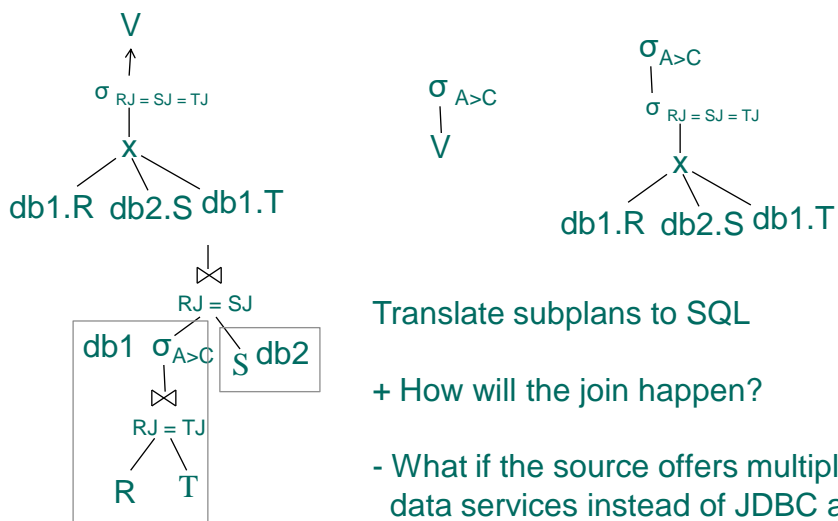 V
σ RJ = SJ = TJ
x
db1.R db2.S db1.T
σ A>C
V
σ A>C
σ RJ = SJ = TJ
x
db1.R db2.S db1.T
⋈
RJ = SJ
db1 σ A>C S db2
⋈
RJ = TJ
R T
Translate subplans to SQL
+ How will the join happen?
- What if the source offers multipl
data services instead of JDBC a